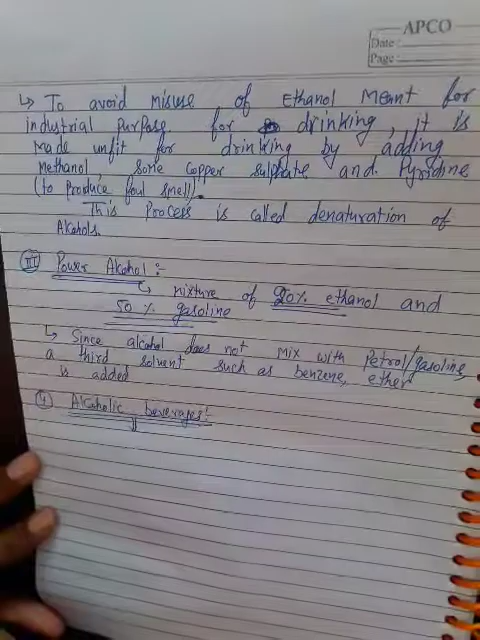 APCO
Date :
Page :
↳ To avoid misuse of Ethanol Meant for
industrial Purpose for drinking, it is
made unfit for drinking by adding
Methanol, some copper sulphate and Pyridine
(to produce foul smell).
This Process is called denaturation of
Alcohols.
III Power Alcohol :-
↳ mixture of 20% ethanol and
50 % gasoline
↳ Since alcohol does not mix with Petrol/gasoline,
a third solvent such as benzene, ether
is added
4 Alcoholic beverages: